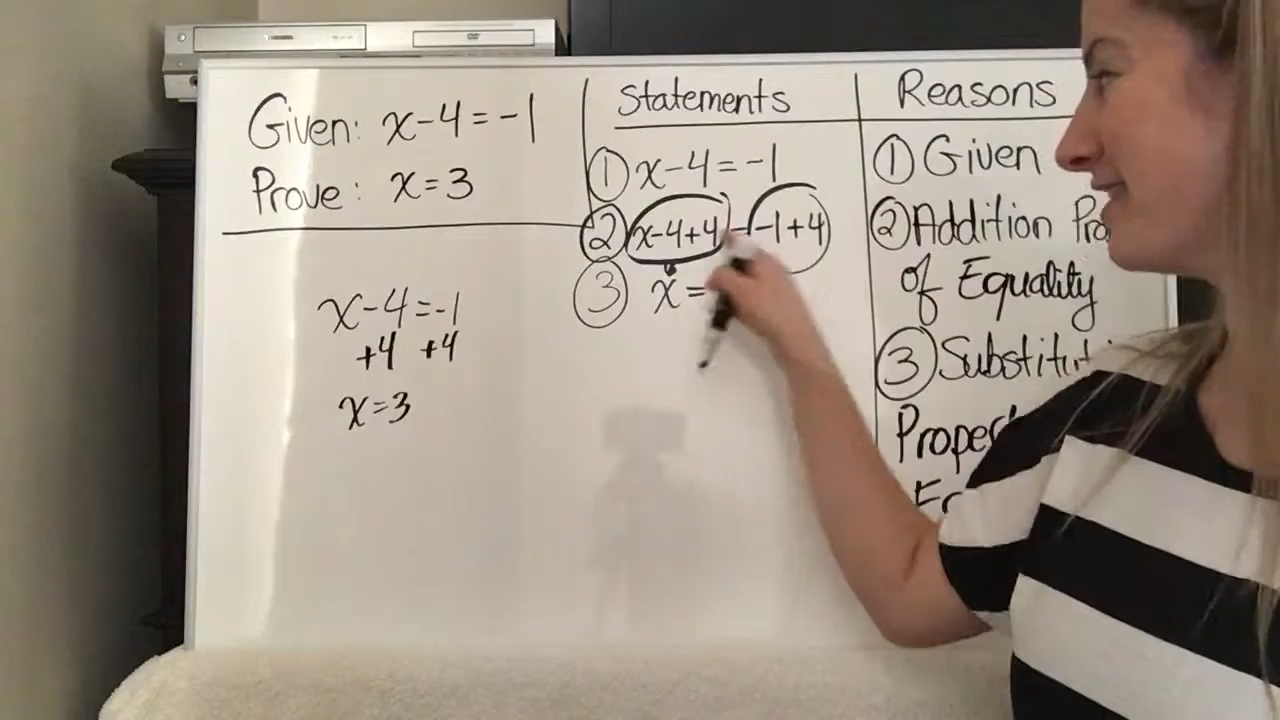 Given: x-4=-1
Prove: x=3
x-4=-1
+4 +4
x=3
Statements
① x-4=-1
② x-4+4=-1+4
③ x=
Reasons
① Given
② Addition
of Equality
③